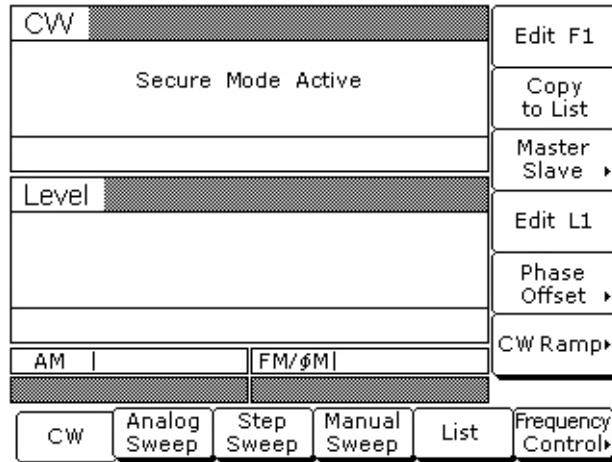 CW
Secure Mode Active
Level
AM
FM/ϕM
Edit F1
Copy
to List
Master
Slave
Edit L1
Phase
Offset
CW Ramp
CW
Analog
Sweep
Step
Sweep
Manual
Sweep
List
Frequency
Control